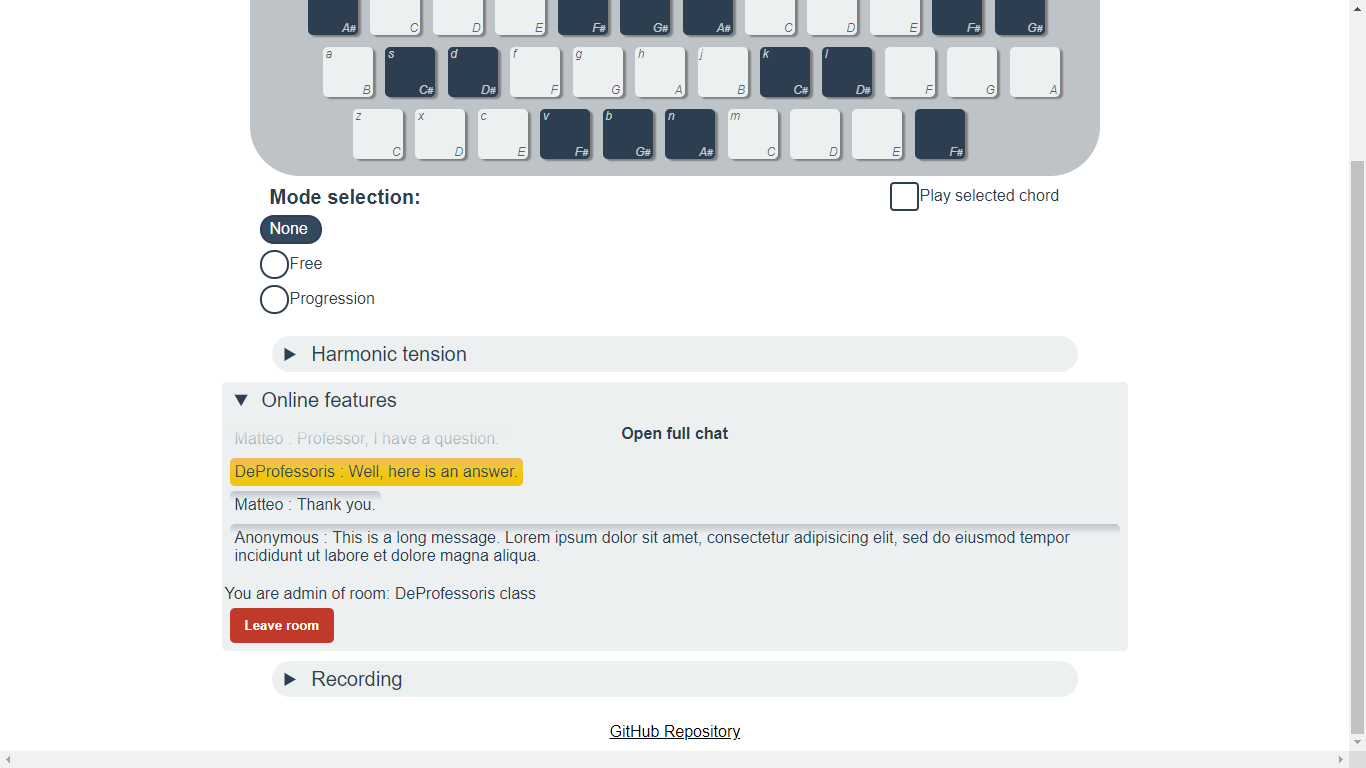 A# C D E F# G# A# C D E F# G#
a B s C# d D# f F g G h A j B k C# l D# F G A
z C x D c E v F# b G# n A# m C D E F#
Mode selection:
Play selected chord
None
Free
Progression
Harmonic tension
Online features
Open full chat
Matteo : Professor, I have a question.
DeProfessoris : Well, here is an answer.
Matteo : Thank you.
Anonymous : This is a long message. Lorem ipsum dolor sit amet, consectetur adipisicing elit, sed do eiusmod tempor
incididunt ut labore et dolore magna aliqua.
You are admin of room: DeProfessoris class
Leave room
Recording
GitHub Repository